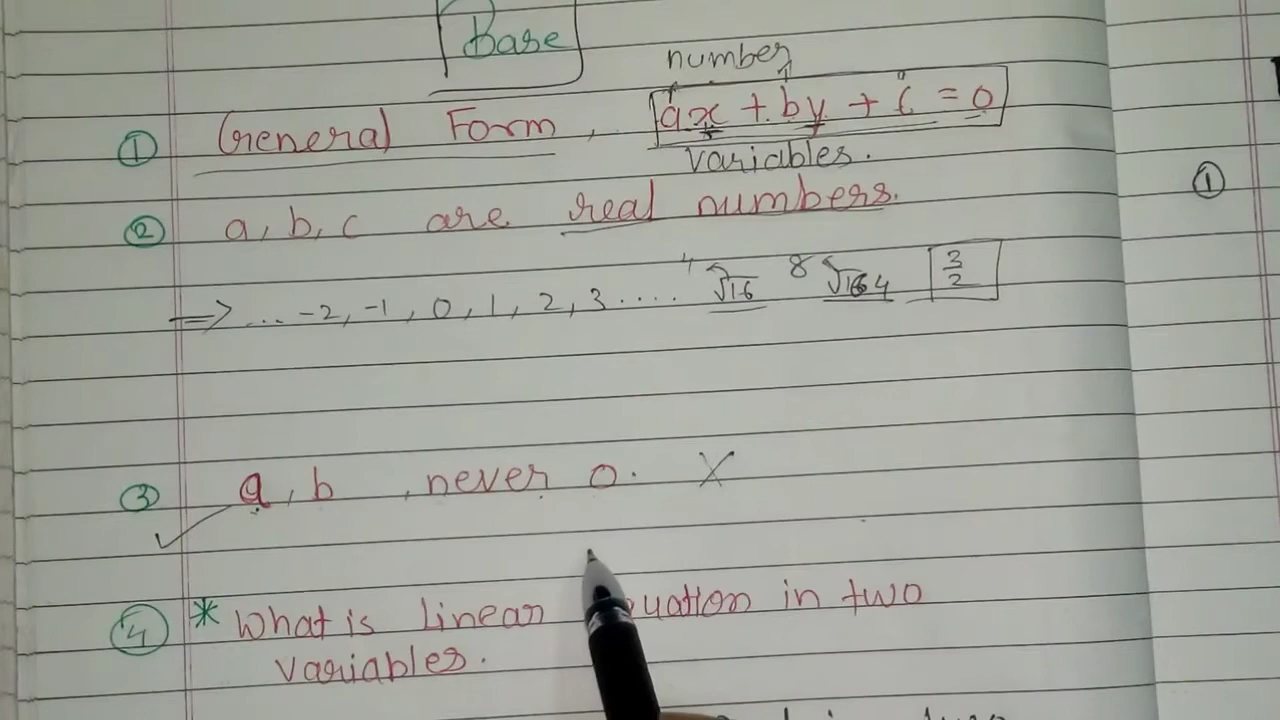 Base
number
① General Form, ax + by + c = 0
variables.
①
② a, b, c are real numbers.
⇒ ... -2, -1, 0, 1, 2, 3 .... ⁴√16 8 √164 3/2
③ a, b , never 0. X
④ * What is linear uation in two
variables.